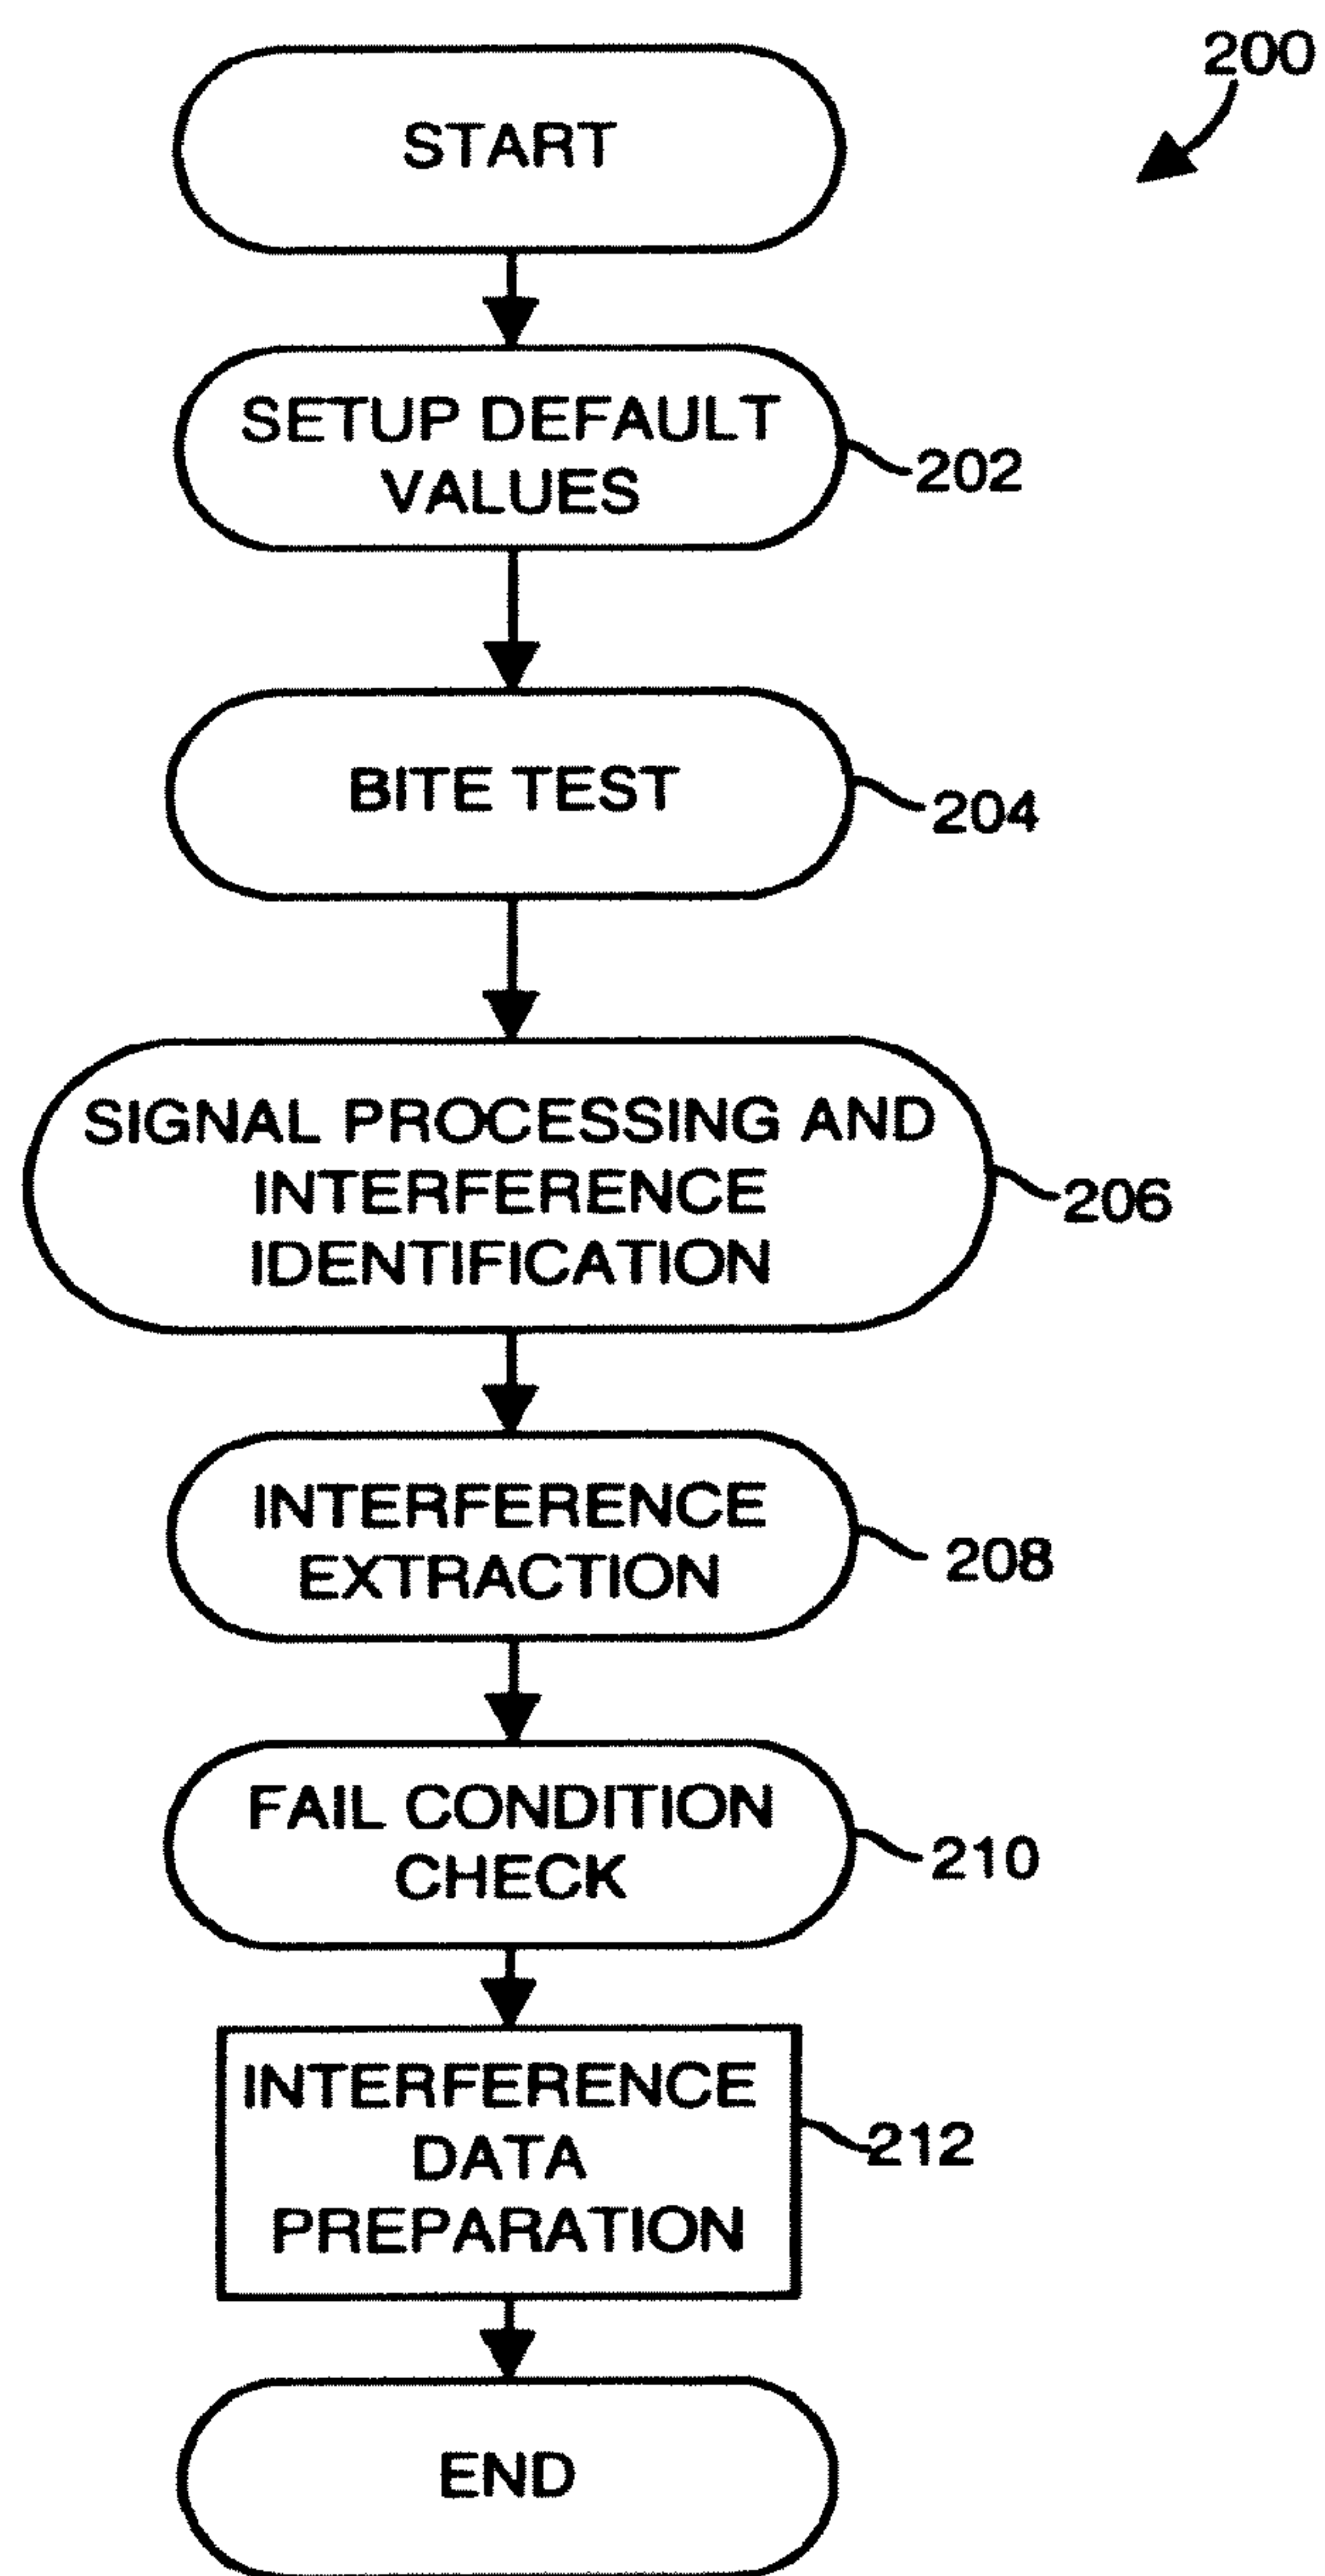 200
START
SETUP DEFAULT
VALUES
202
BITE TEST
204
SIGNAL PROCESSING AND
INTERFERENCE
IDENTIFICATION
206
INTERFERENCE
EXTRACTION
208
FAIL CONDITION
CHECK
210
INTERFERENCE
DATA
PREPARATION
212
END